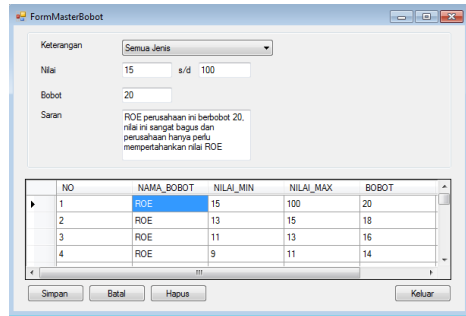 FormMasterBobot
Keterangan Semua Jenis
Nilai 15 s/d 100
Bobot 20
Saran ROE perusahaan ini berbobot 20,
nilai ini sangat bagus dan
perusahaan hanya perlu
mempertahankan nilai ROE
NO NAMA_BOBOT NILAI_MIN NILAI_MAX BOBOT
1 ROE 15 100 20
2 ROE 13 15 18
3 ROE 11 13 16
4 ROE 9 11 14
Simpan Batal Hapus Keluar